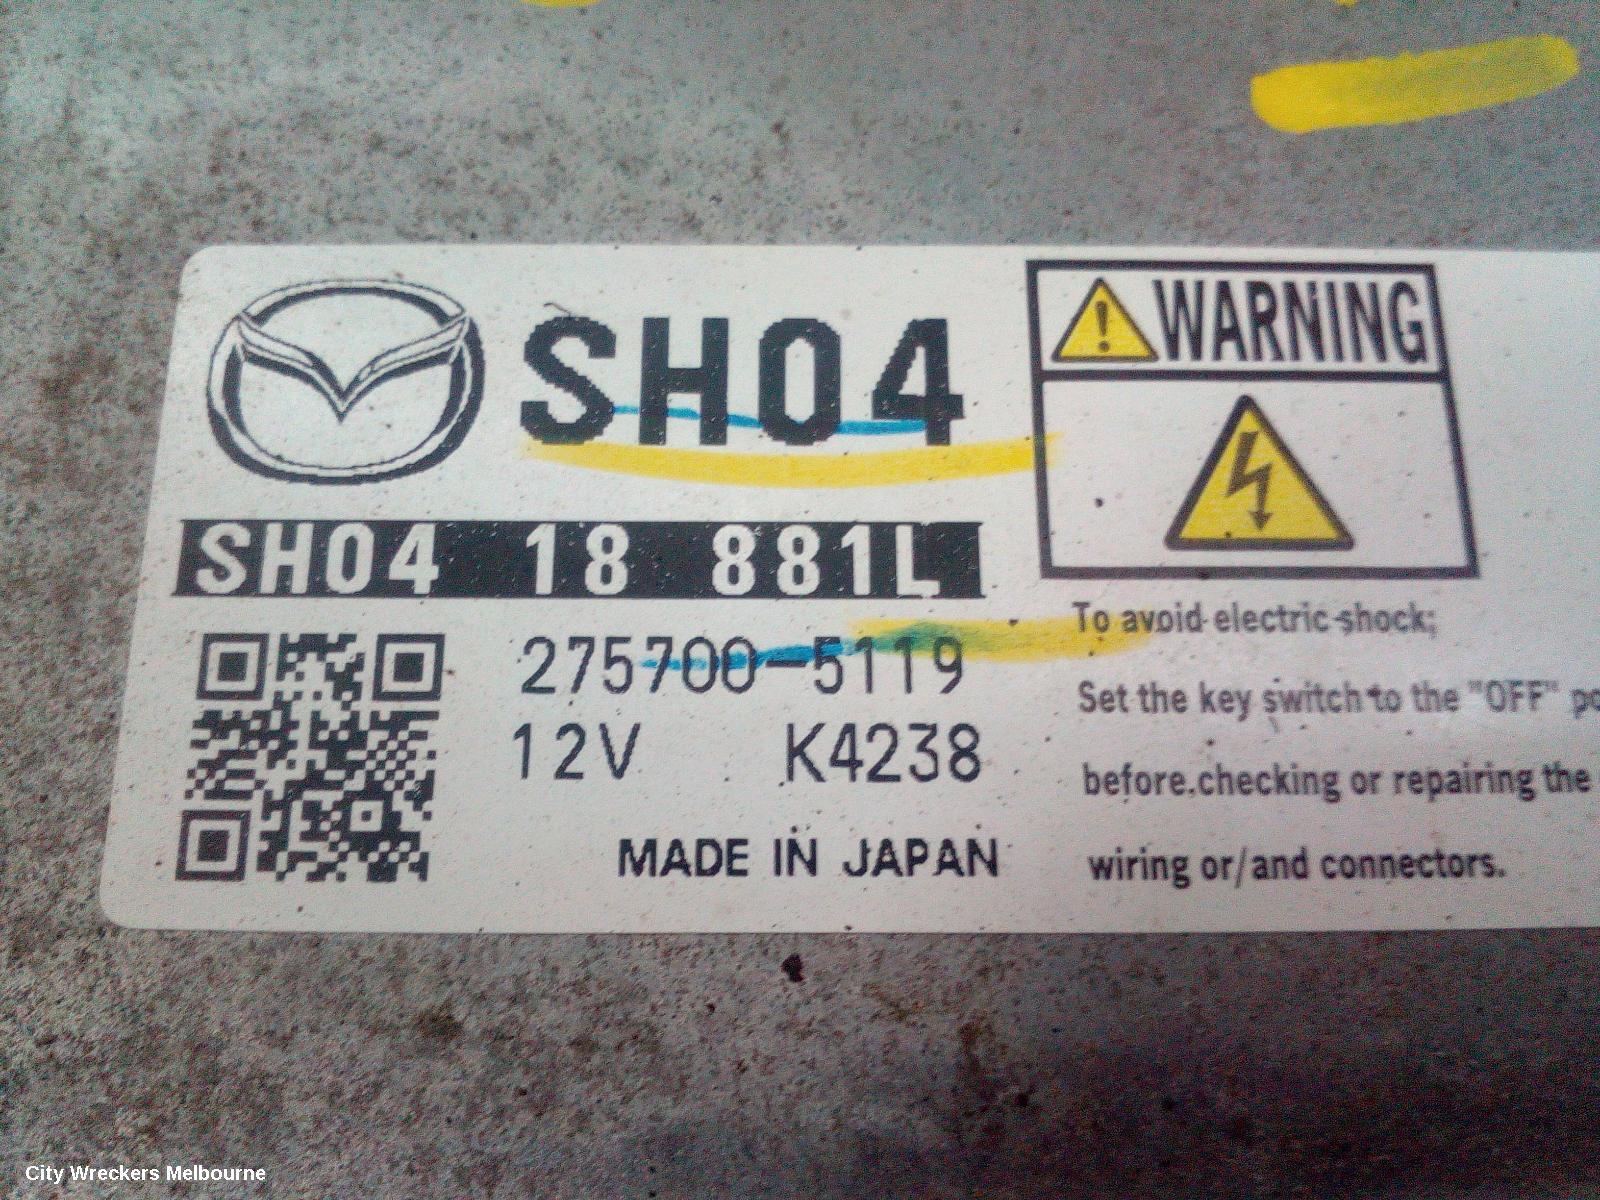 SH04
SH04 18 881L
275700-5119
12V K4238
MADE IN JAPAN
WARNING
To avoid electric shock;
Set the key switch to the "OFF" po
before checking or repairing the
wiring or/and connectors.
City Wreckers Melbourne